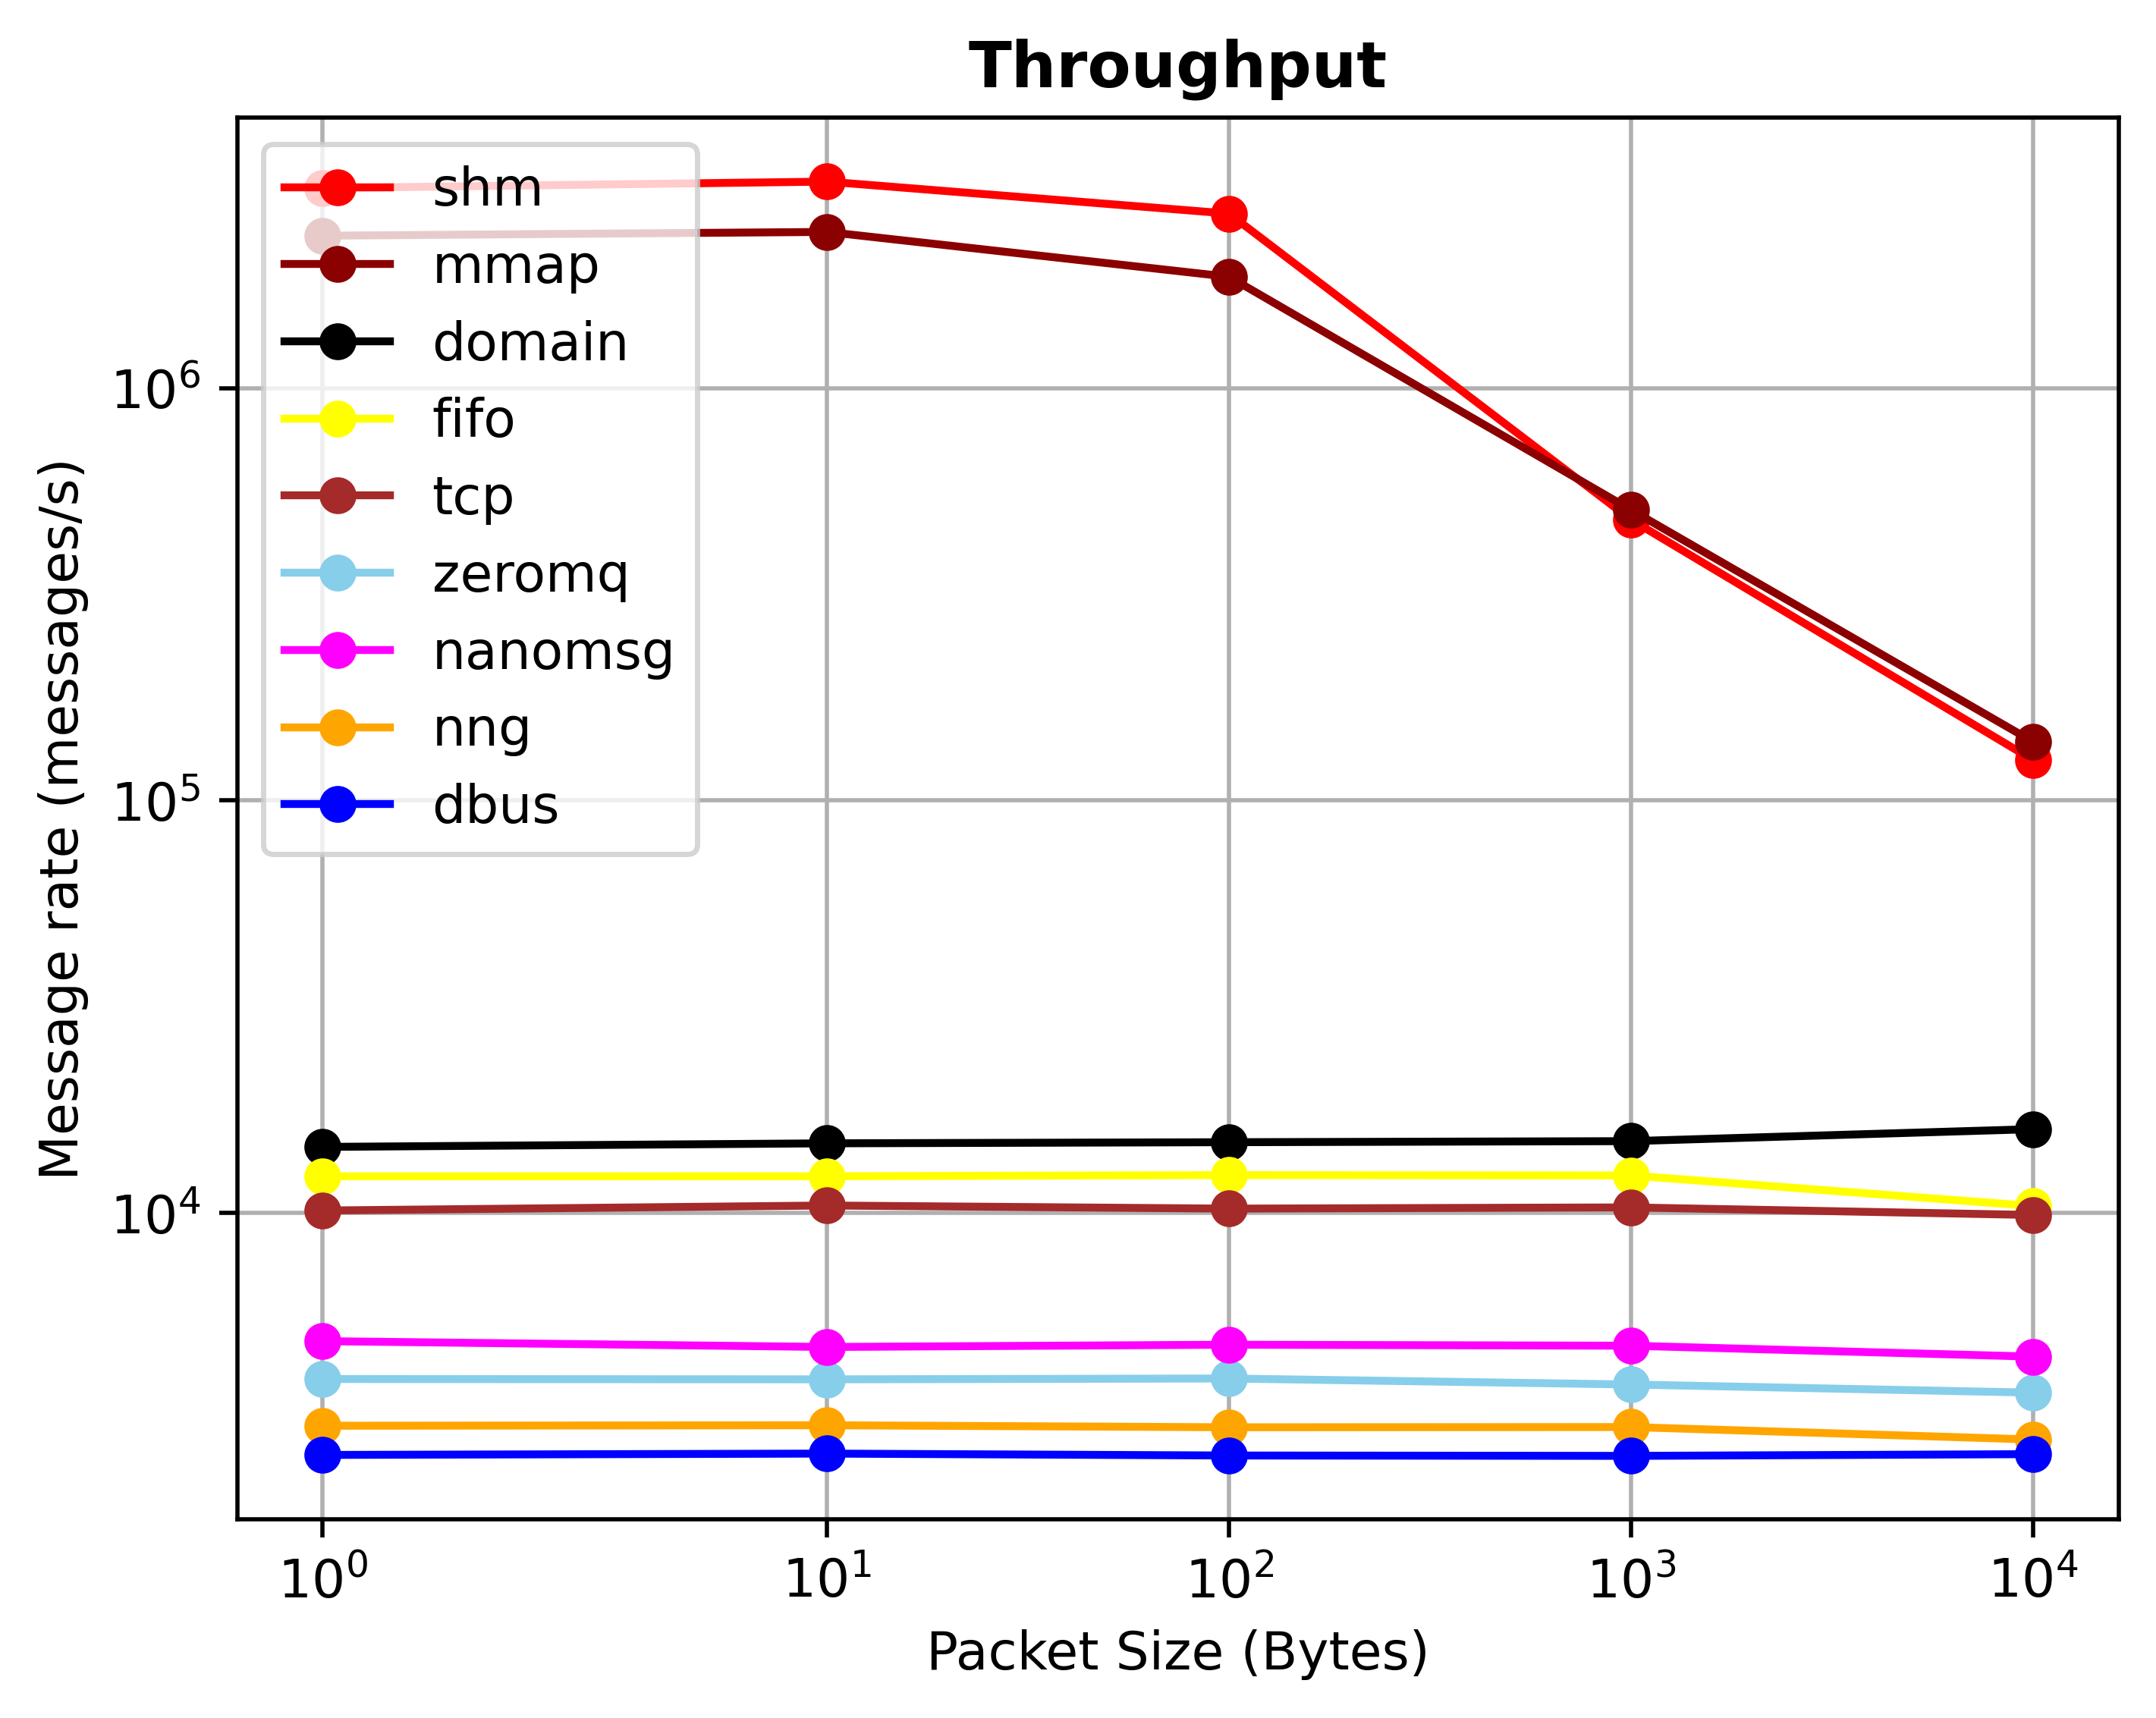 Throughput
shm
mmap
domain
fifo
tcp
zeromq
nanomsg
nng
dbus
Message rate (messages/s)
10⁶
10⁵
10⁴
10⁰
10¹
10²
10³
10⁴
Packet Size (Bytes)